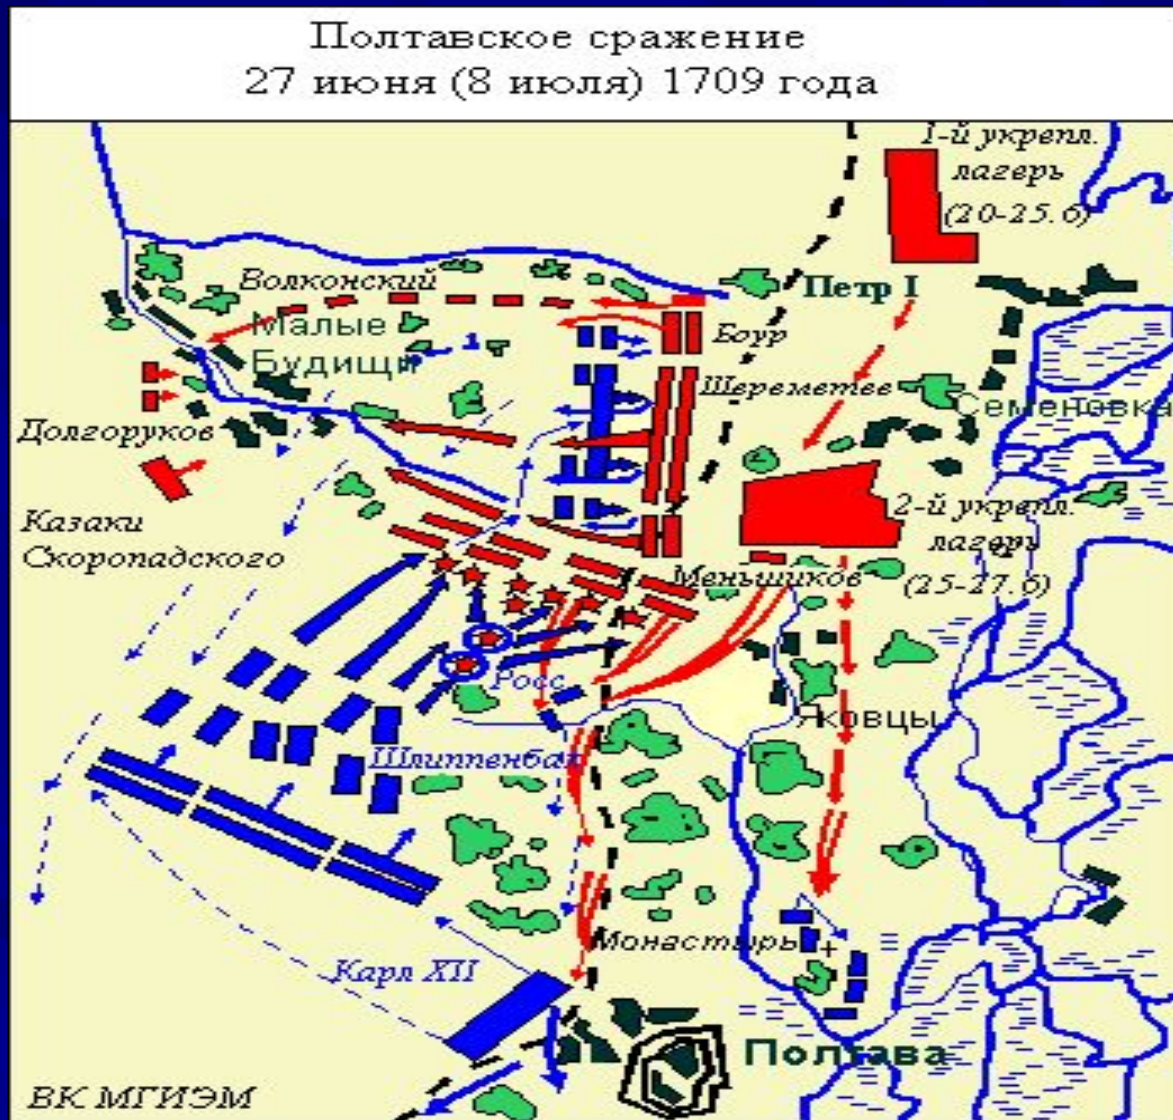 Полтавское сражение
27 июня (8 июля) 1709 года
1-й укрепл.
лагерь
(20-25.6)
Волконский
Петр I
Малые
Будищи
1
Боур
Шереметев
Семеновка
Долгоруков
2-й укрепл.
лагерь
(25-27.6)
Казаки
Скоропадского
Меньшиков
Росс
Яковцы
Шлиппенбах
Монастырь
Карл XII
Полтава
ВК МГИЭМ